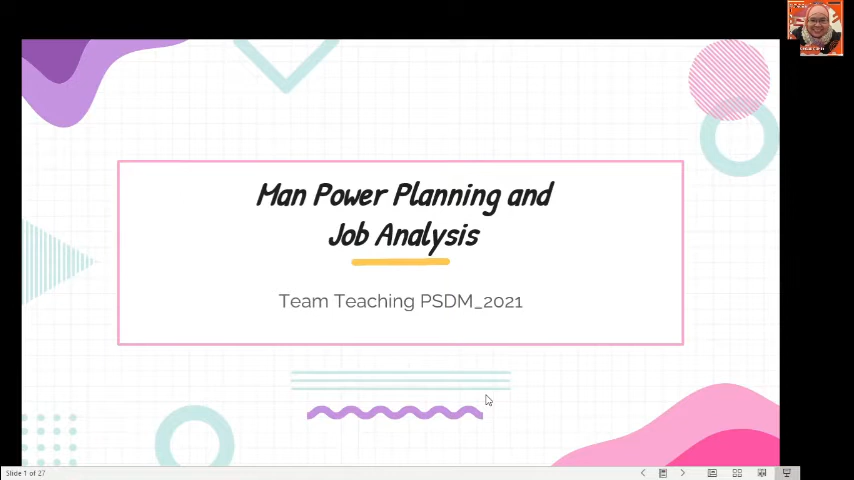 Man Power Planning and
Job Analysis
Team Teaching PSDM_2021
Slide 1 of 27